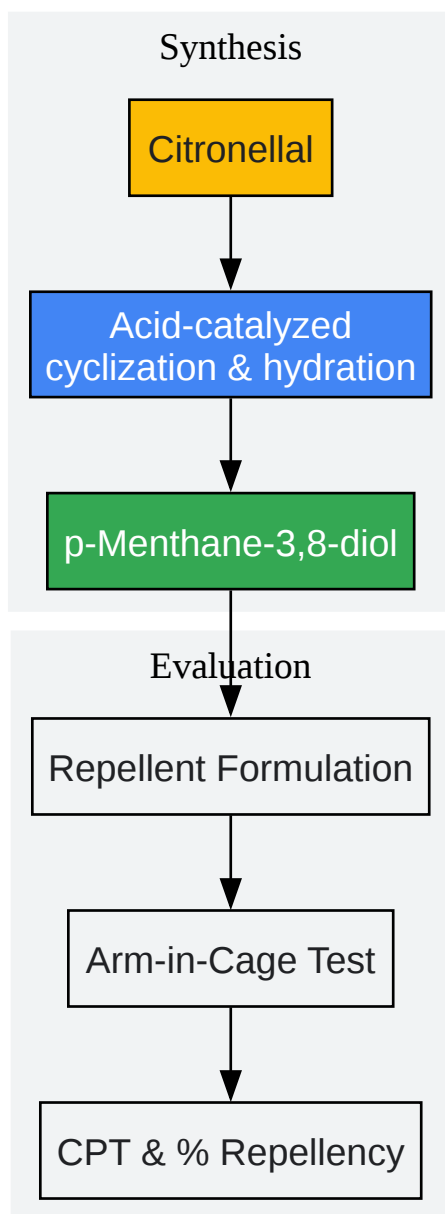 Synthesis
Citronellal
Acid-catalyzed
cyclization & hydration
p-Menthane-3,8-diol
Evaluation
Repellent Formulation
Arm-in-Cage Test
CPT & % Repellency